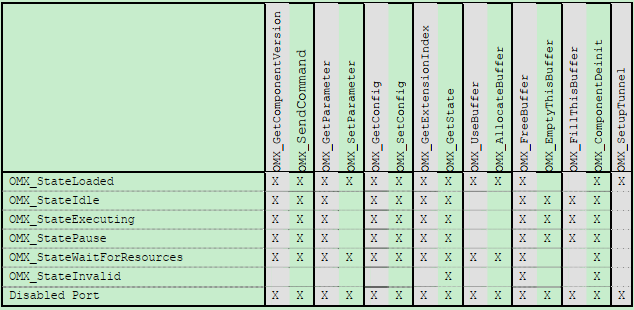 OMX_GetComponentVersion
OMX_SendCommand
OMX_GetParameter
OMX_SetParameter
OMX_GetConfig
OMX_SetConfig
OMX_GetExtensionIndex
OMX_GetState
OMX_UseBuffer
OMX_AllocateBuffer
OMX_FreeBuffer
OMX_EmptyThisBuffer
OMX_FillThisBuffer
OMX_ComponentDeinit
OMX_SetupTunnel
OMX_StateLoaded X X X X X X X X X X X X X
OMX_StateIdle X X X X X X X X X X X
OMX_StateExecuting X X X X X X X X X X X
OMX_StatePause X X X X X X X X X X X
OMX_StateWaitForResources X X X X X X X X X X X X
OMX_StateInvalid X X X
Disabled Port X X X X X X X X X X X X X X X